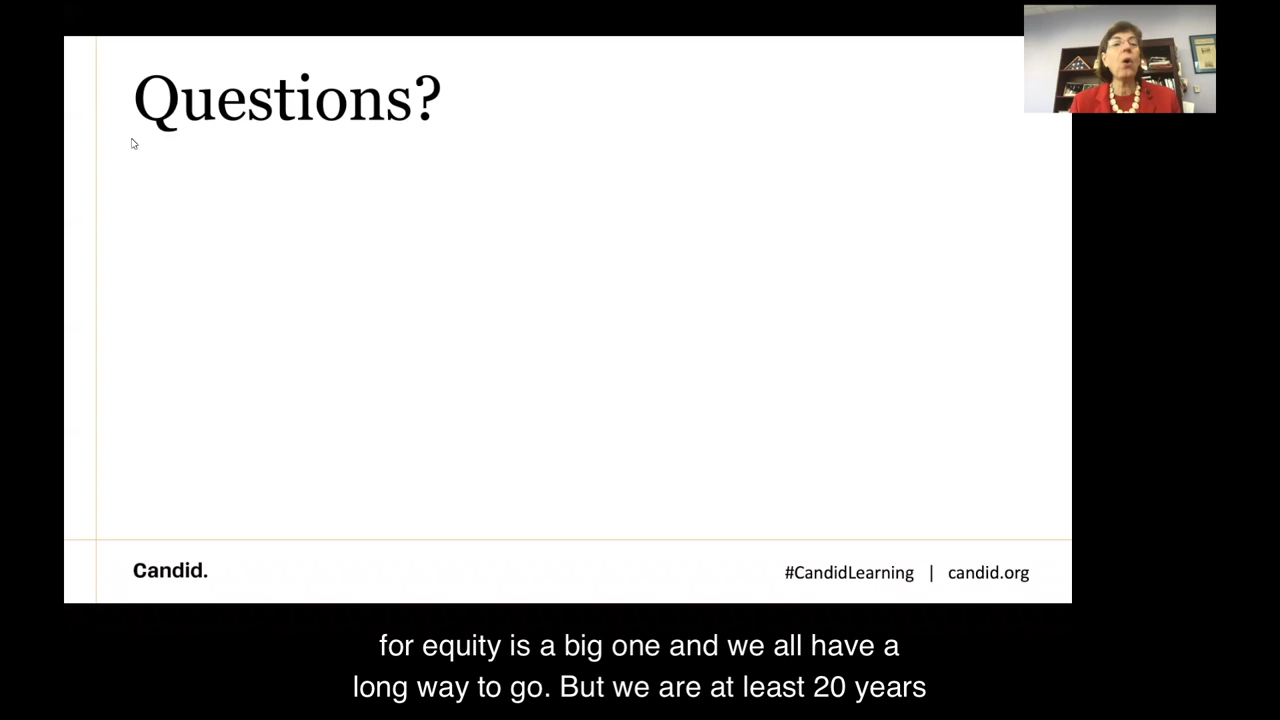 Questions?
Candid.
#CandidLearning | candid.org
for equity is a big one and we all have a
long way to go. But we are at least 20 years